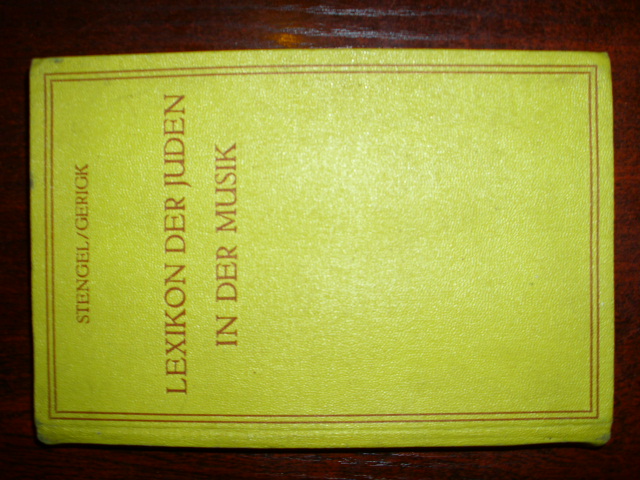 STENGEL/GERIGK
LEXIKON DER JUDEN
IN DER MUSIK